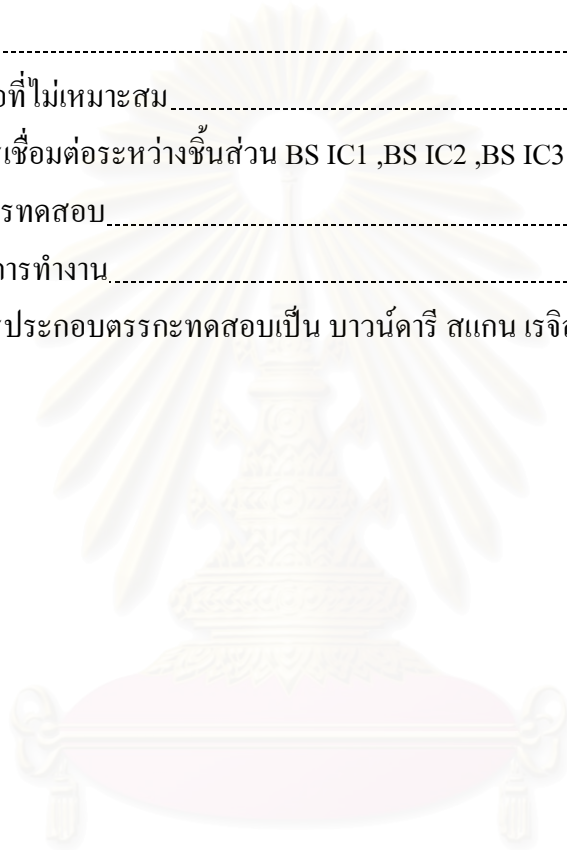 ที่ไม่เหมาะสม
เชื่อมต่อระหว่างชิ้นส่วน BS IC1 ,BS IC2 ,BS IC3
รทดสอบ
การทำงาน
ประกอบตรรกะทดสอบเป็น บาวน์ดารี สแกน